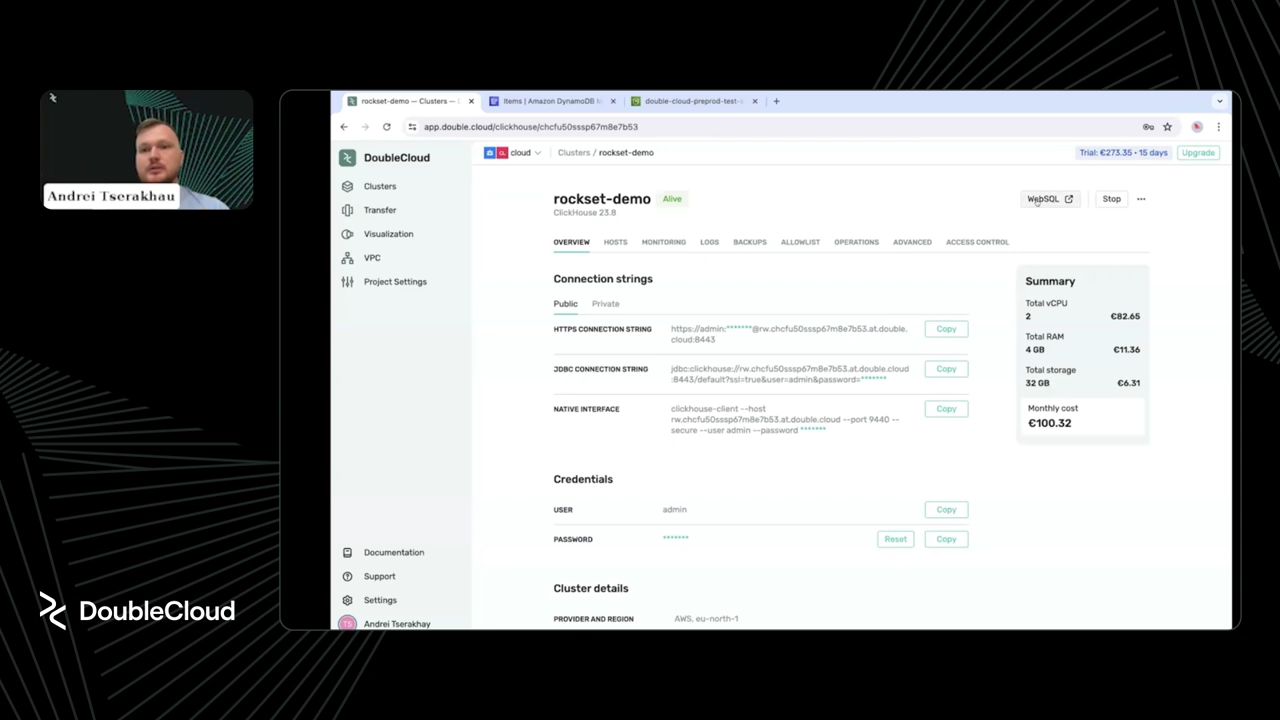 rockset-demo — Clusters —
Items | Amazon DynamoDB
double-cloud-preprod-test-
app.double.cloud/clickhouse/chcfu50sssp67m8e7b53
DoubleCloud
cloud
Clusters / rockset-demo
Trial: €273.35 • 15 days
Upgrade
Clusters
Transfer
Visualization
VPC
Project Settings
rockset-demo
Alive
ClickHouse 23.8
WebSQL
Stop
OVERVIEW HOSTS MONITORING LOGS BACKUPS ALLOWLIST OPERATIONS ADVANCED ACCESS CONTROL
Connection strings
Public Private
HTTPS CONNECTION STRING
https://admin:*******@rw.chcfu50sssp67m8e7b53.at.double.
cloud:8443
Copy
JDBC CONNECTION STRING
jdbc:clickhouse://rw.chcfu50sssp67m8e7b53.at.double.cloud
:8443/default?ssl=true&user=admin&password=*******
Copy
NATIVE INTERFACE
clickhouse-client --host
rw.chcfu50sssp67m8e7b53.at.double.cloud --port 9440 --
secure --user admin --password *******
Copy
Summary
Total vCPU
2 €82.65
Total RAM
4 GB €11.36
Total storage
32 GB €6.31
Monthly cost
€100.32
Credentials
USER admin Copy
PASSWORD ******* Reset Copy
Cluster details
PROVIDER AND REGION AWS, eu-north-1
Documentation
Support
Settings
TS
Andrei Tserakhay
Andrei Tserakhau
DoubleCloud